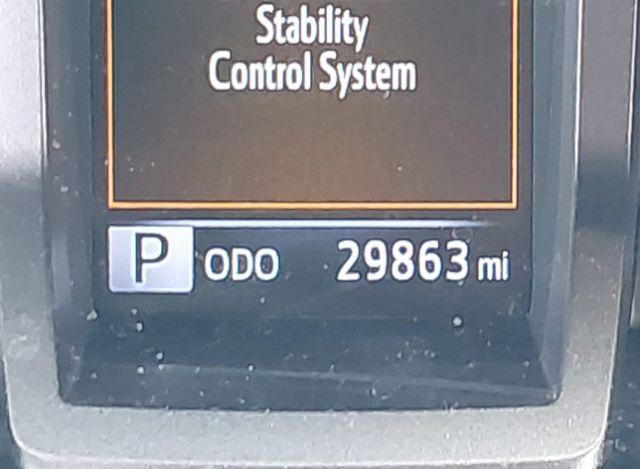 Stability
Control System
P ODO 29863 mi